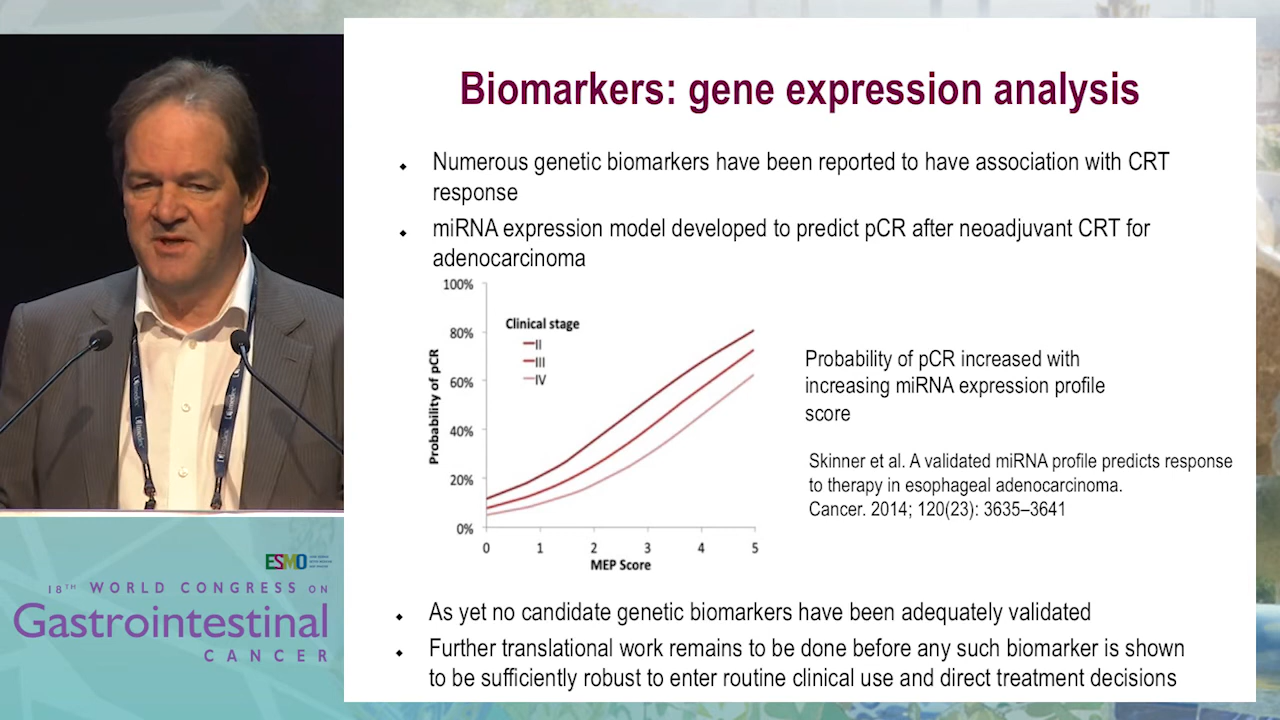 Biomarkers: gene expression analysis
Numerous genetic biomarkers have been reported to have association with CRT
response
miRNA expression model developed to predict pCR after neoadjuvant CRT for
adenocarcinoma
100%
80%
60%
40%
20%
0%
Probability of pCR
Clinical stage
II
III
IV
0 1 2 3 4 5
MEP Score
Probability of pCR increased with
increasing miRNA expression profile
score
Skinner et al. A validated miRNA profile predicts response
to therapy in esophageal adenocarcinoma.
Cancer. 2014; 120(23): 3635–3641
As yet no candidate genetic biomarkers have been adequately validated
Further translational work remains to be done before any such biomarker is shown
to be sufficiently robust to enter routine clinical use and direct treatment decisions
ESMO
18TH WORLD CONGRESS ON
Gastrointestinal
CANCER